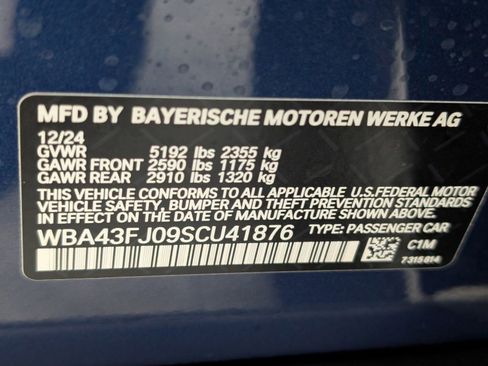 MFD BY BAYERISCHE MOTOREN WERKE AG
12/24
GVWR 5192 lbs 2355 kg
GAWR FRONT 2590 lbs 1175 kg
GAWR REAR 2910 lbs 1320 kg
THIS VEHICLE CONFORMS TO ALL APPLICABLE U.S.FEDERAL MOTOR
VEHICLE SAFETY, BUMPER AND THEFT PREVENTION STANDARDS
IN EFFECT ON THE DATE OF MANUFACTURE SHOWN ABOVE.
WBA43FJ09SCU41876 TYPE: PASSENGER CAR
C1M
7315814